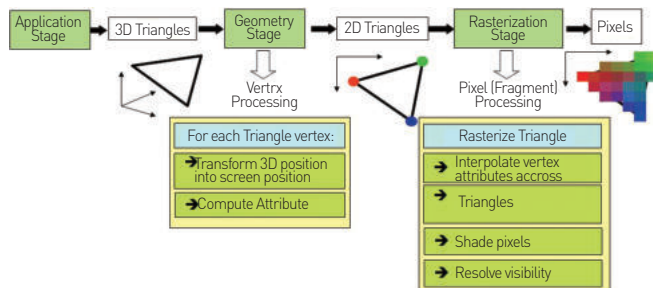 Application
Stage
3D Triangles
Geometry
Stage
2D Triangles
Rasterization
Stage
Pixels
Vertrx
Processing
Pixel (Fragment)
Processing
For each Triangle vertex:
➔Transform 3D position
into screen position
➔Compute Attribute
Rasterize Triangle
➔ Interpolate vertex
attributes accross
➔ Triangles
➔ Shade pixels
➔ Resolve visibility